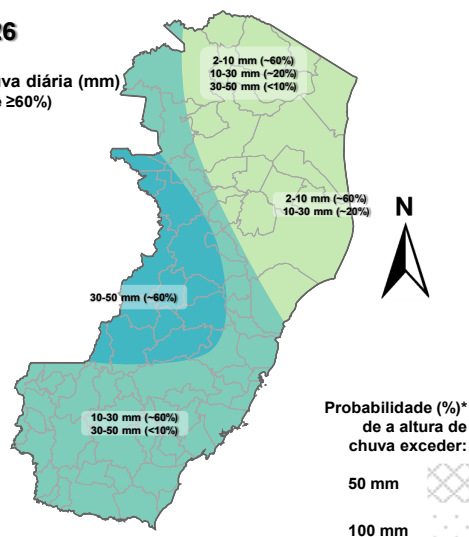 26
uva diária (mm)
e ≥60%)
2-10 mm (~60%)
10-30 mm (~20%)
30-50 mm (<10%)
2-10 mm (~60%)
10-30 mm (~20%)
N
30-50 mm (~60%)
10-30 mm (~60%)
30-50 mm (<10%)
Probabilidade (%)*
de a altura de
chuva exceder:
50 mm
100 mm